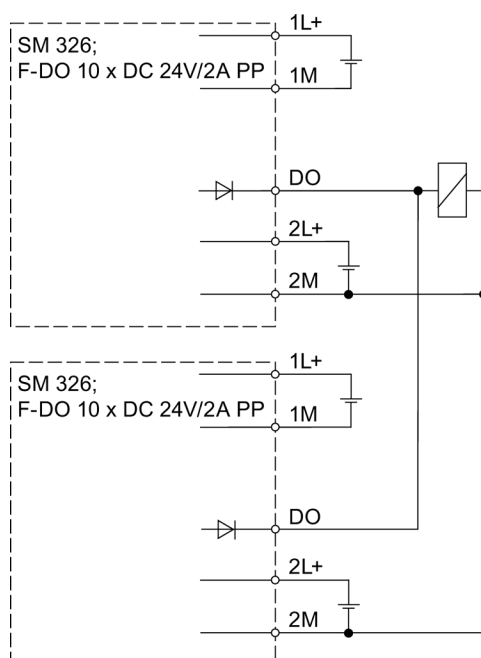 SM 326;
F-DO 10 x DC 24V/2A PP
1L+
1M
DO
2L+
2M
SM 326;
F-DO 10 x DC 24V/2A PP
1L+
1M
DO
2L+
2M